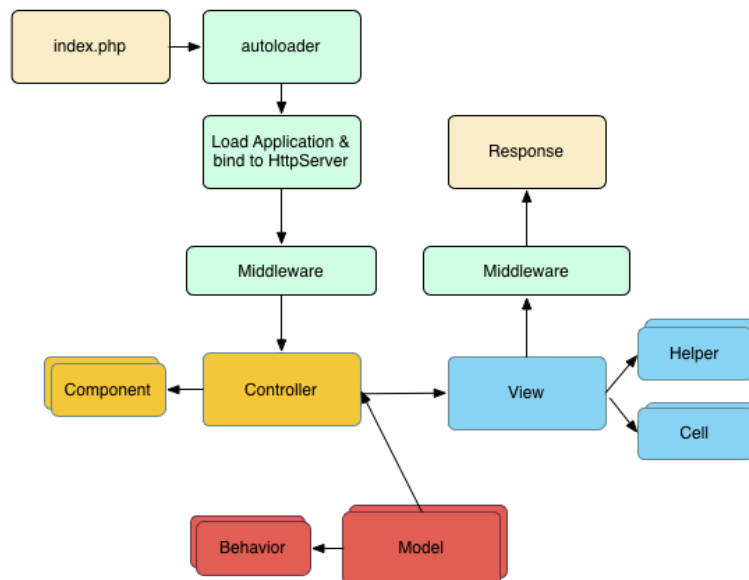 index.php
autoloader
Load Application &
bind to HttpServer
Response
Middleware
Middleware
Component
Controller
View
Helper
Cell
Behavior
Model